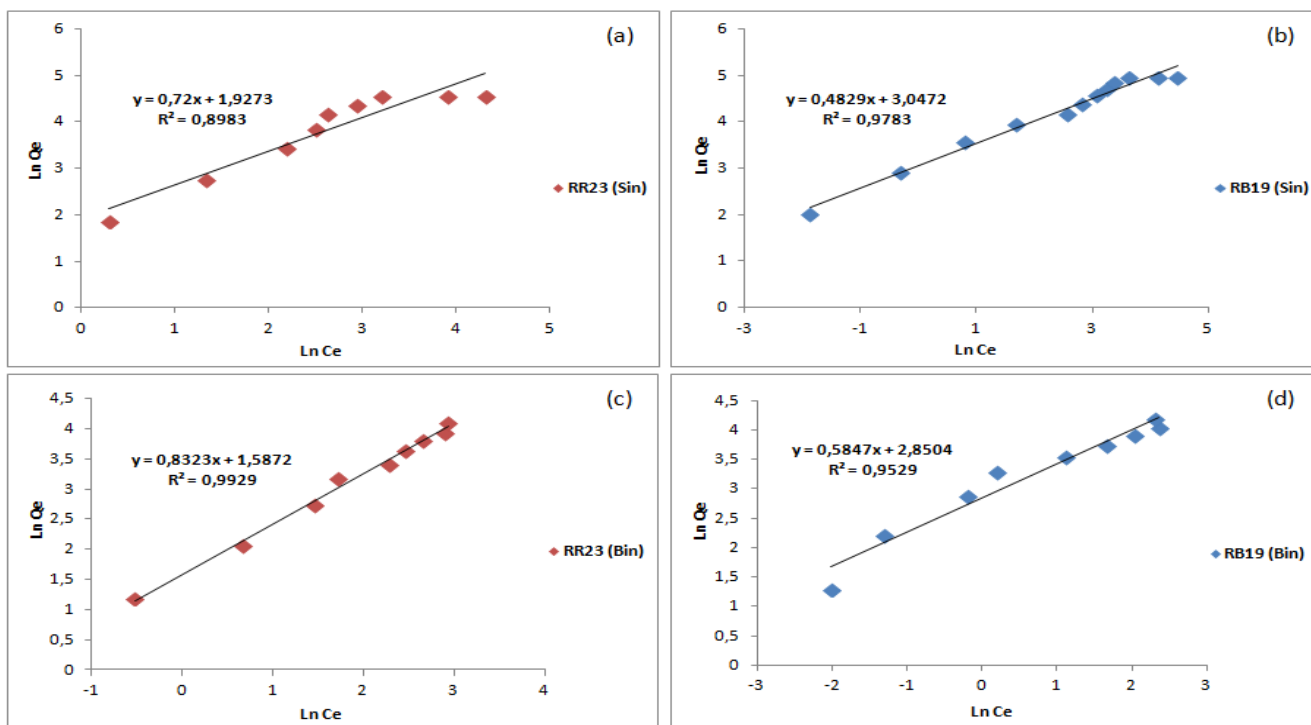 (a)
6
5
4
3
2
1
0
0 1 2 3 4 5
y = 0,72x + 1,9273
R² = 0,8983
Ln Qe
Ln Ce
RR23 (Sin)
(b)
6
5
4
3
2
1
0
-3 -1 1 3 5
y = 0,4829x + 3,0472
R² = 0,9783
Ln Qe
Ln Ce
RB19 (Sin)
(c)
4,5
4
3,5
3
2,5
2
1,5
1
0,5
0
-1 0 1 2 3 4
y = 0,8323x + 1,5872
R² = 0,9929
Ln Qe
Ln Ce
RR23 (Bin)
(d)
4,5
4
3,5
3
2,5
2
1,5
1
0,5
0
-3 -2 -1 0 1 2 3
y = 0,5847x + 2,8504
R² = 0,9529
Ln Qe
Ln Ce
RB19 (Bin)